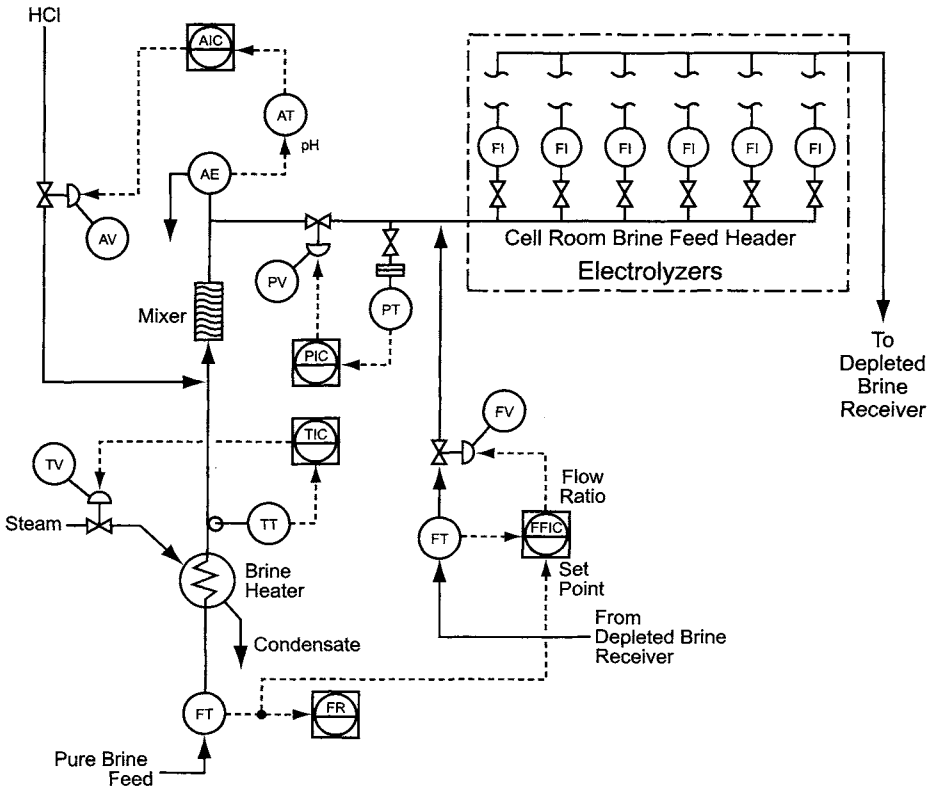 HCl
AIC
AT
pH
AE
AV
FI
FI
FI
FI
FI
FI
Cell Room Brine Feed Header
Electrolyzers
PV
PT
Mixer
PIC
To
Depleted
Brine
Receiver
FV
TIC
TV
Flow
Ratio
Steam
TT
FT
FFIC
Brine
Heater
Set
Point
From
Depleted Brine
Receiver
Condensate
FT
FR
Pure Brine
Feed